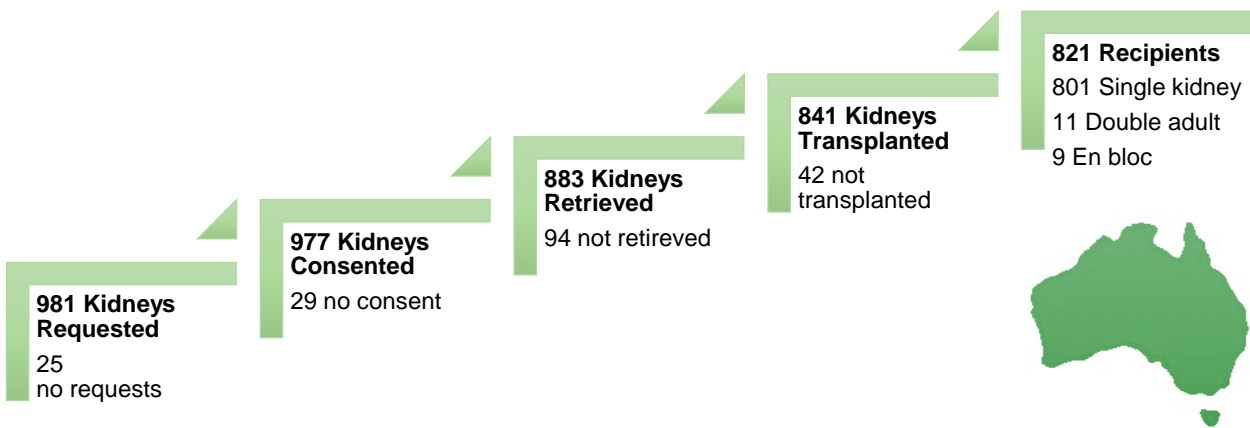 981 Kidneys
Requested
25
no requests
977 Kidneys
Consented
29 no consent
883 Kidneys
Retrieved
94 not retireved
841 Kidneys
Transplanted
42 not
transplanted
821 Recipients
801 Single kidney
11 Double adult
9 En bloc